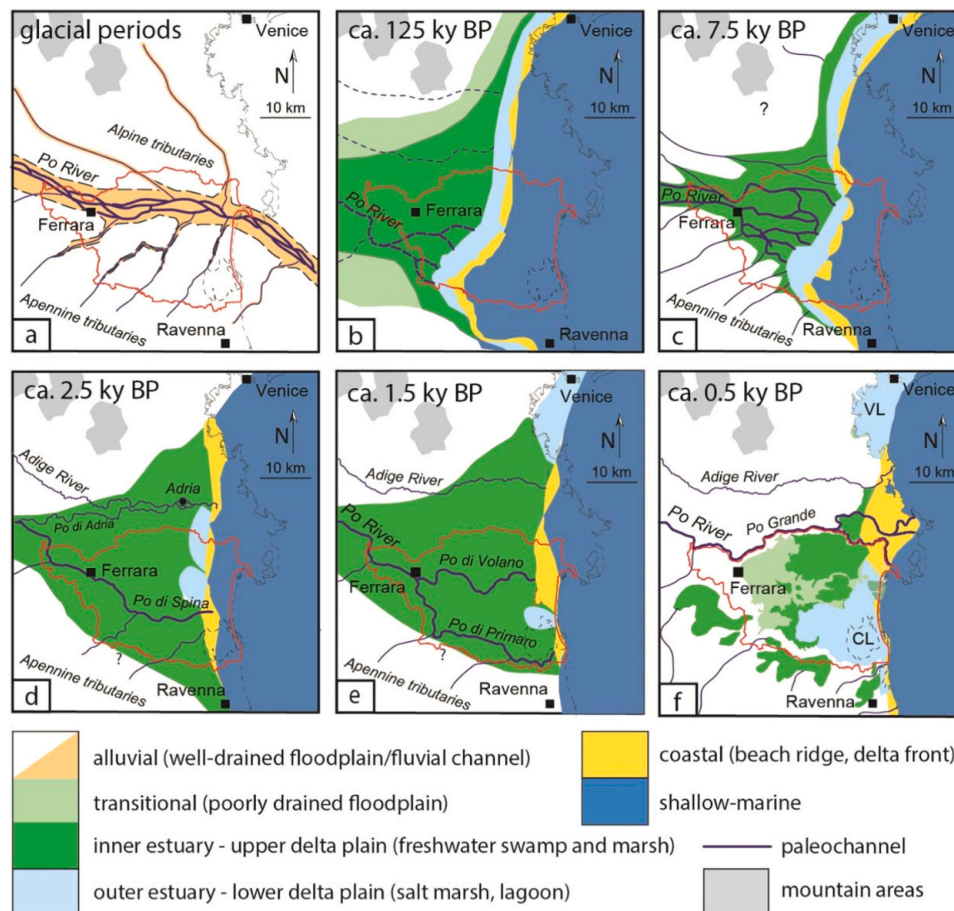 glacial periods
Venice
N
10 km
Alpine tributaries
Po River
Ferrara
Apennine tributaries
Ravenna
a
ca. 125 ky BP
Venice
N
10 km
Po River
Ferrara
Ravenna
b
ca. 7.5 ky BP
Venice
N
10 km
?
Po River
Ferrara
Apennine tributaries
Ravenna
c
ca. 2.5 ky BP
Venice
N
10 km
Adige River
Adria
Po di Adria
Ferrara
Po di Spina
?
Apennine tributaries
Ravenna
d
ca. 1.5 ky BP
Venice
N
10 km
Adige River
Po River
Po di Volano
Ferrara
Po di Primaro
?
Apennine tributaries
Ravenna
e
ca. 0.5 ky BP
Venice
VL
N
10 km
Adige River
Po River
Po Grande
Ferrara
CL
Ravenna
f
alluvial (well-drained floodplain/fluvial channel)
transitional (poorly drained floodplain)
inner estuary - upper delta plain (freshwater swamp and marsh)
outer estuary - lower delta plain (salt marsh, lagoon)
coastal (beach ridge, delta front)
shallow-marine
paleochannel
mountain areas